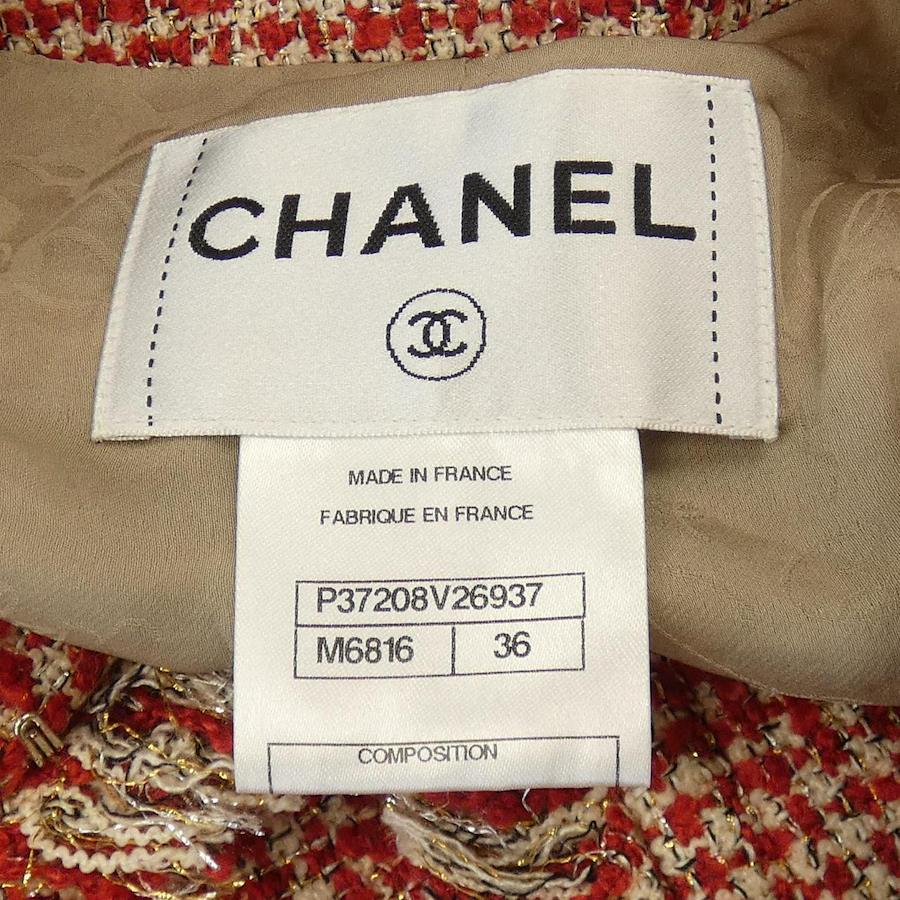 CHANEL
MADE IN FRANCE
FABRIQUE EN FRANCE
P37208V26937
M6816 36
COMPOSITION